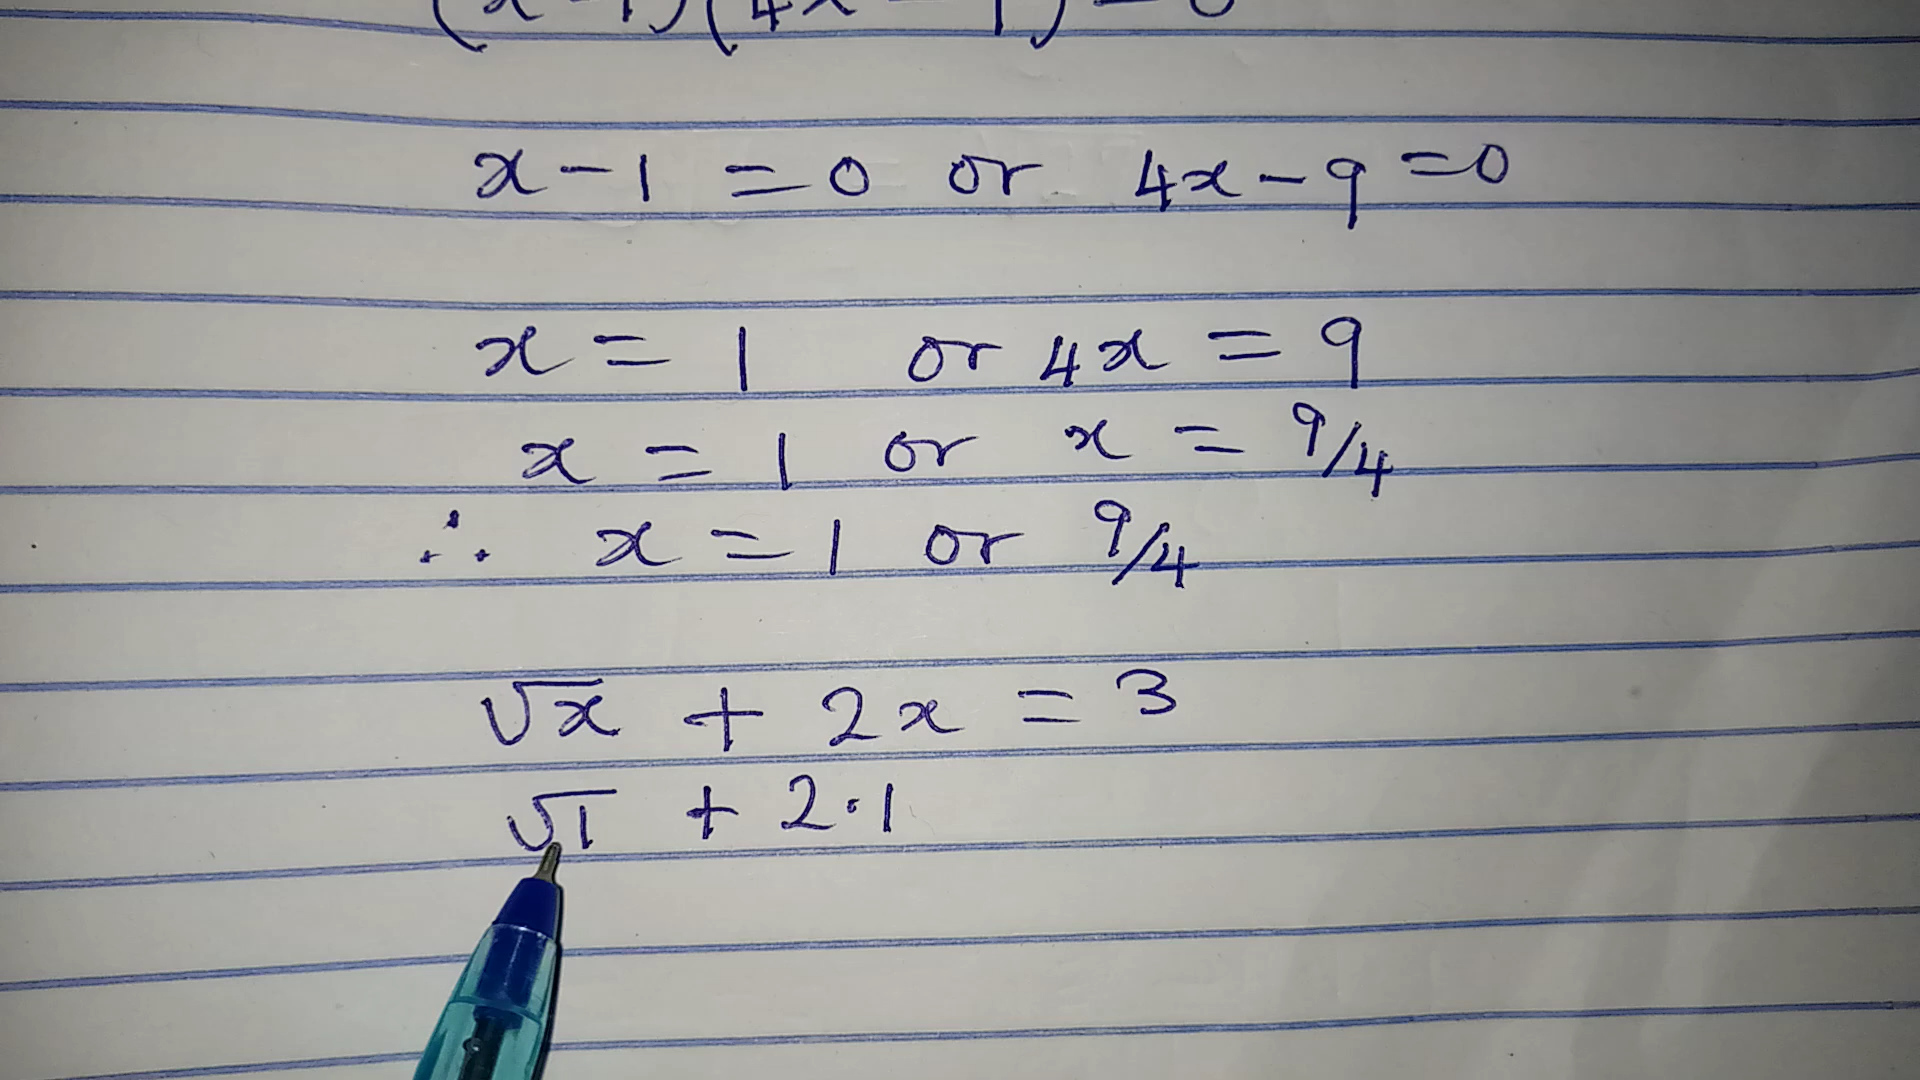 x - 1 = 0 or 4x - 9 = 0
x = 1 or 4x = 9
x = 1 or x = 9/4
∴ x = 1 or 9/4
√x + 2x = 3
√1 + 2·1